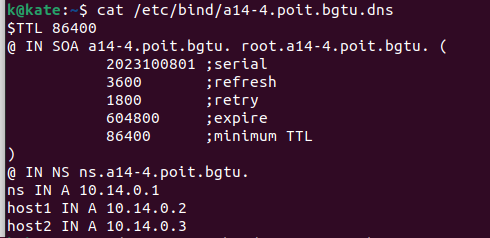 k@kate:~$ cat /etc/bind/a14-4.poit.bgtu.dns
$TTL 86400
@ IN SOA a14-4.poit.bgtu. root.a14-4.poit.bgtu. (
2023100801 ;serial
3600 ;refresh
1800 ;retry
604800 ;expire
86400 ;minimum TTL
)
@ IN NS ns.a14-4.poit.bgtu.
ns IN A 10.14.0.1
host1 IN A 10.14.0.2
host2 IN A 10.14.0.3